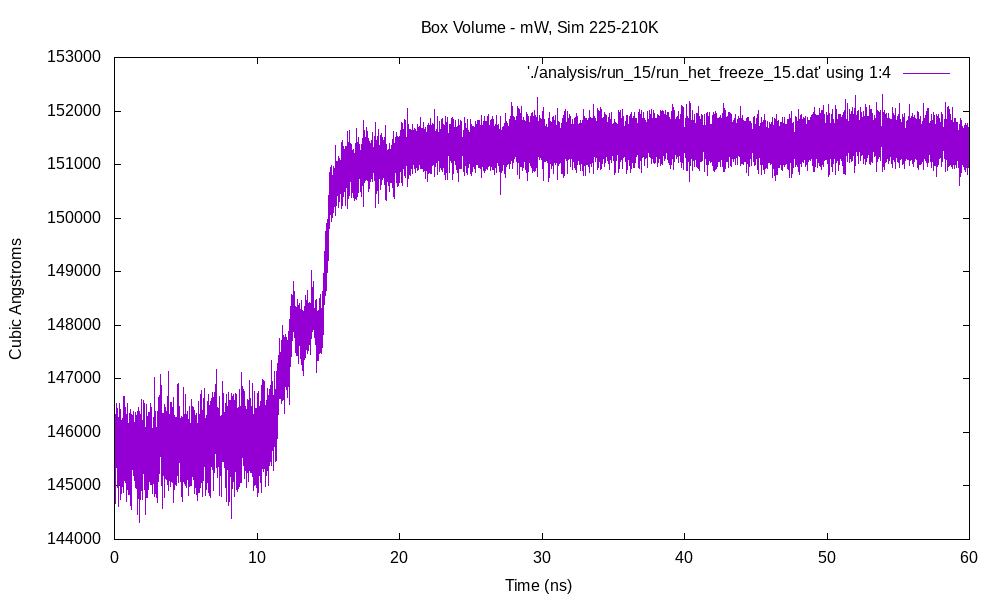 Box Volume - mW, Sim 225-210K
'./analysis/run_15/run_het_freeze_15.dat' using 1:4
153000
152000
151000
150000
149000
148000
147000
146000
145000
144000
Cubic Angstroms
0 10 20 30 40 50 60
Time (ns)